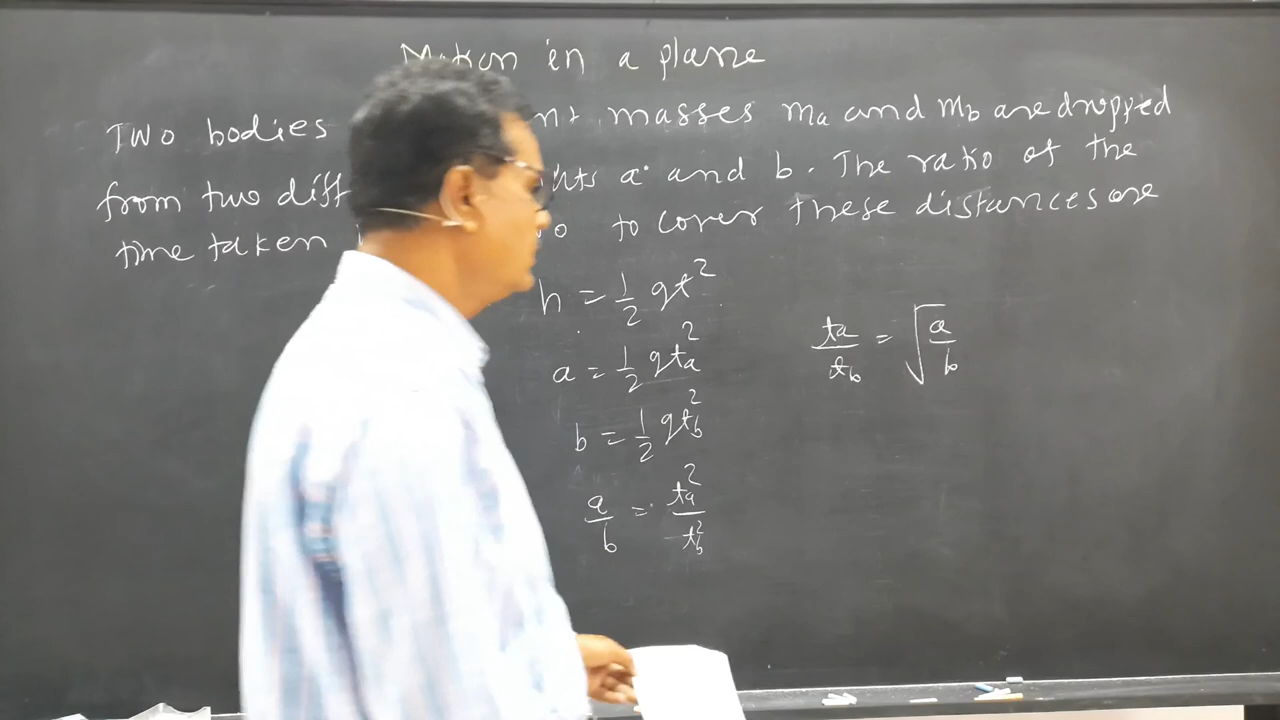 Motion in a plane
Two bodies masses ma and mb are dropped
from two diff hts a and b. The ratio of the
time taken to cover these distances are
h = 1/2 gt²
a = 1/2 gta²
b = 1/2 gtb²
a/b = ta²/tb²
ta/tb = √(a/b)